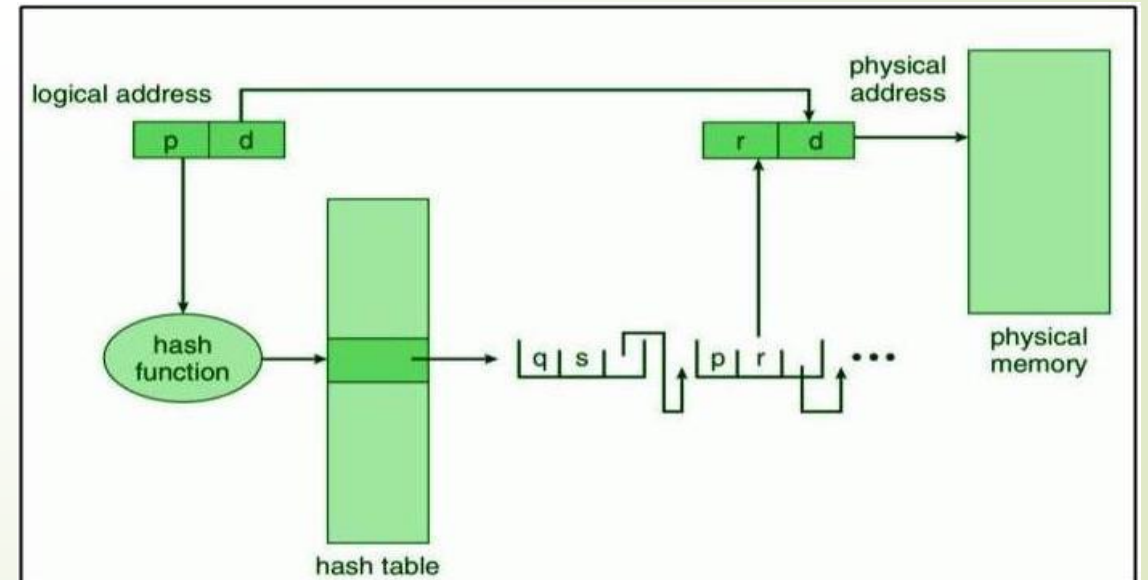 logical address
p d
physical
address
r d
hash
function
q s
p r
•••
physical
memory
hash table